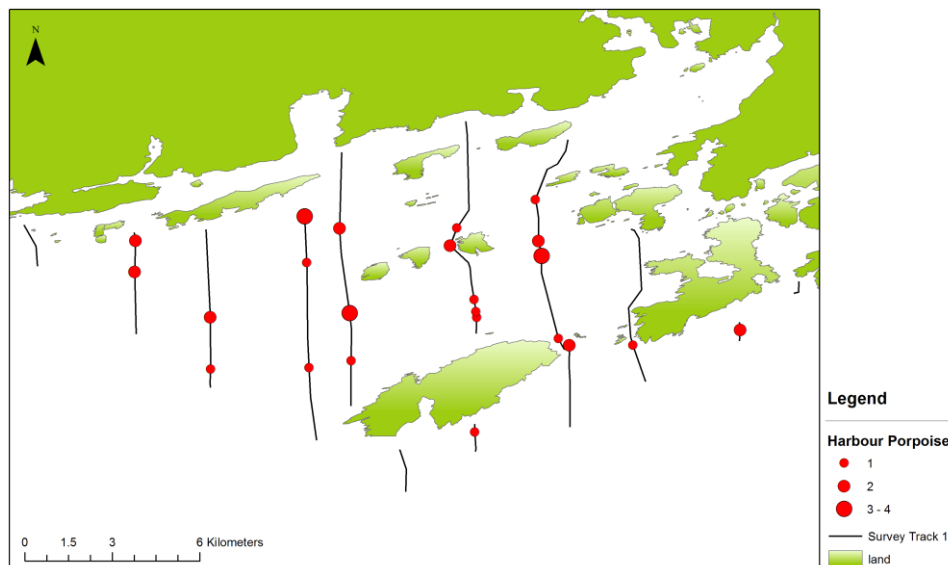 N
0 1.5 3 6 Kilometers
Legend
Harbour Porpoise
1
2
3 - 4
Survey Track 1
land